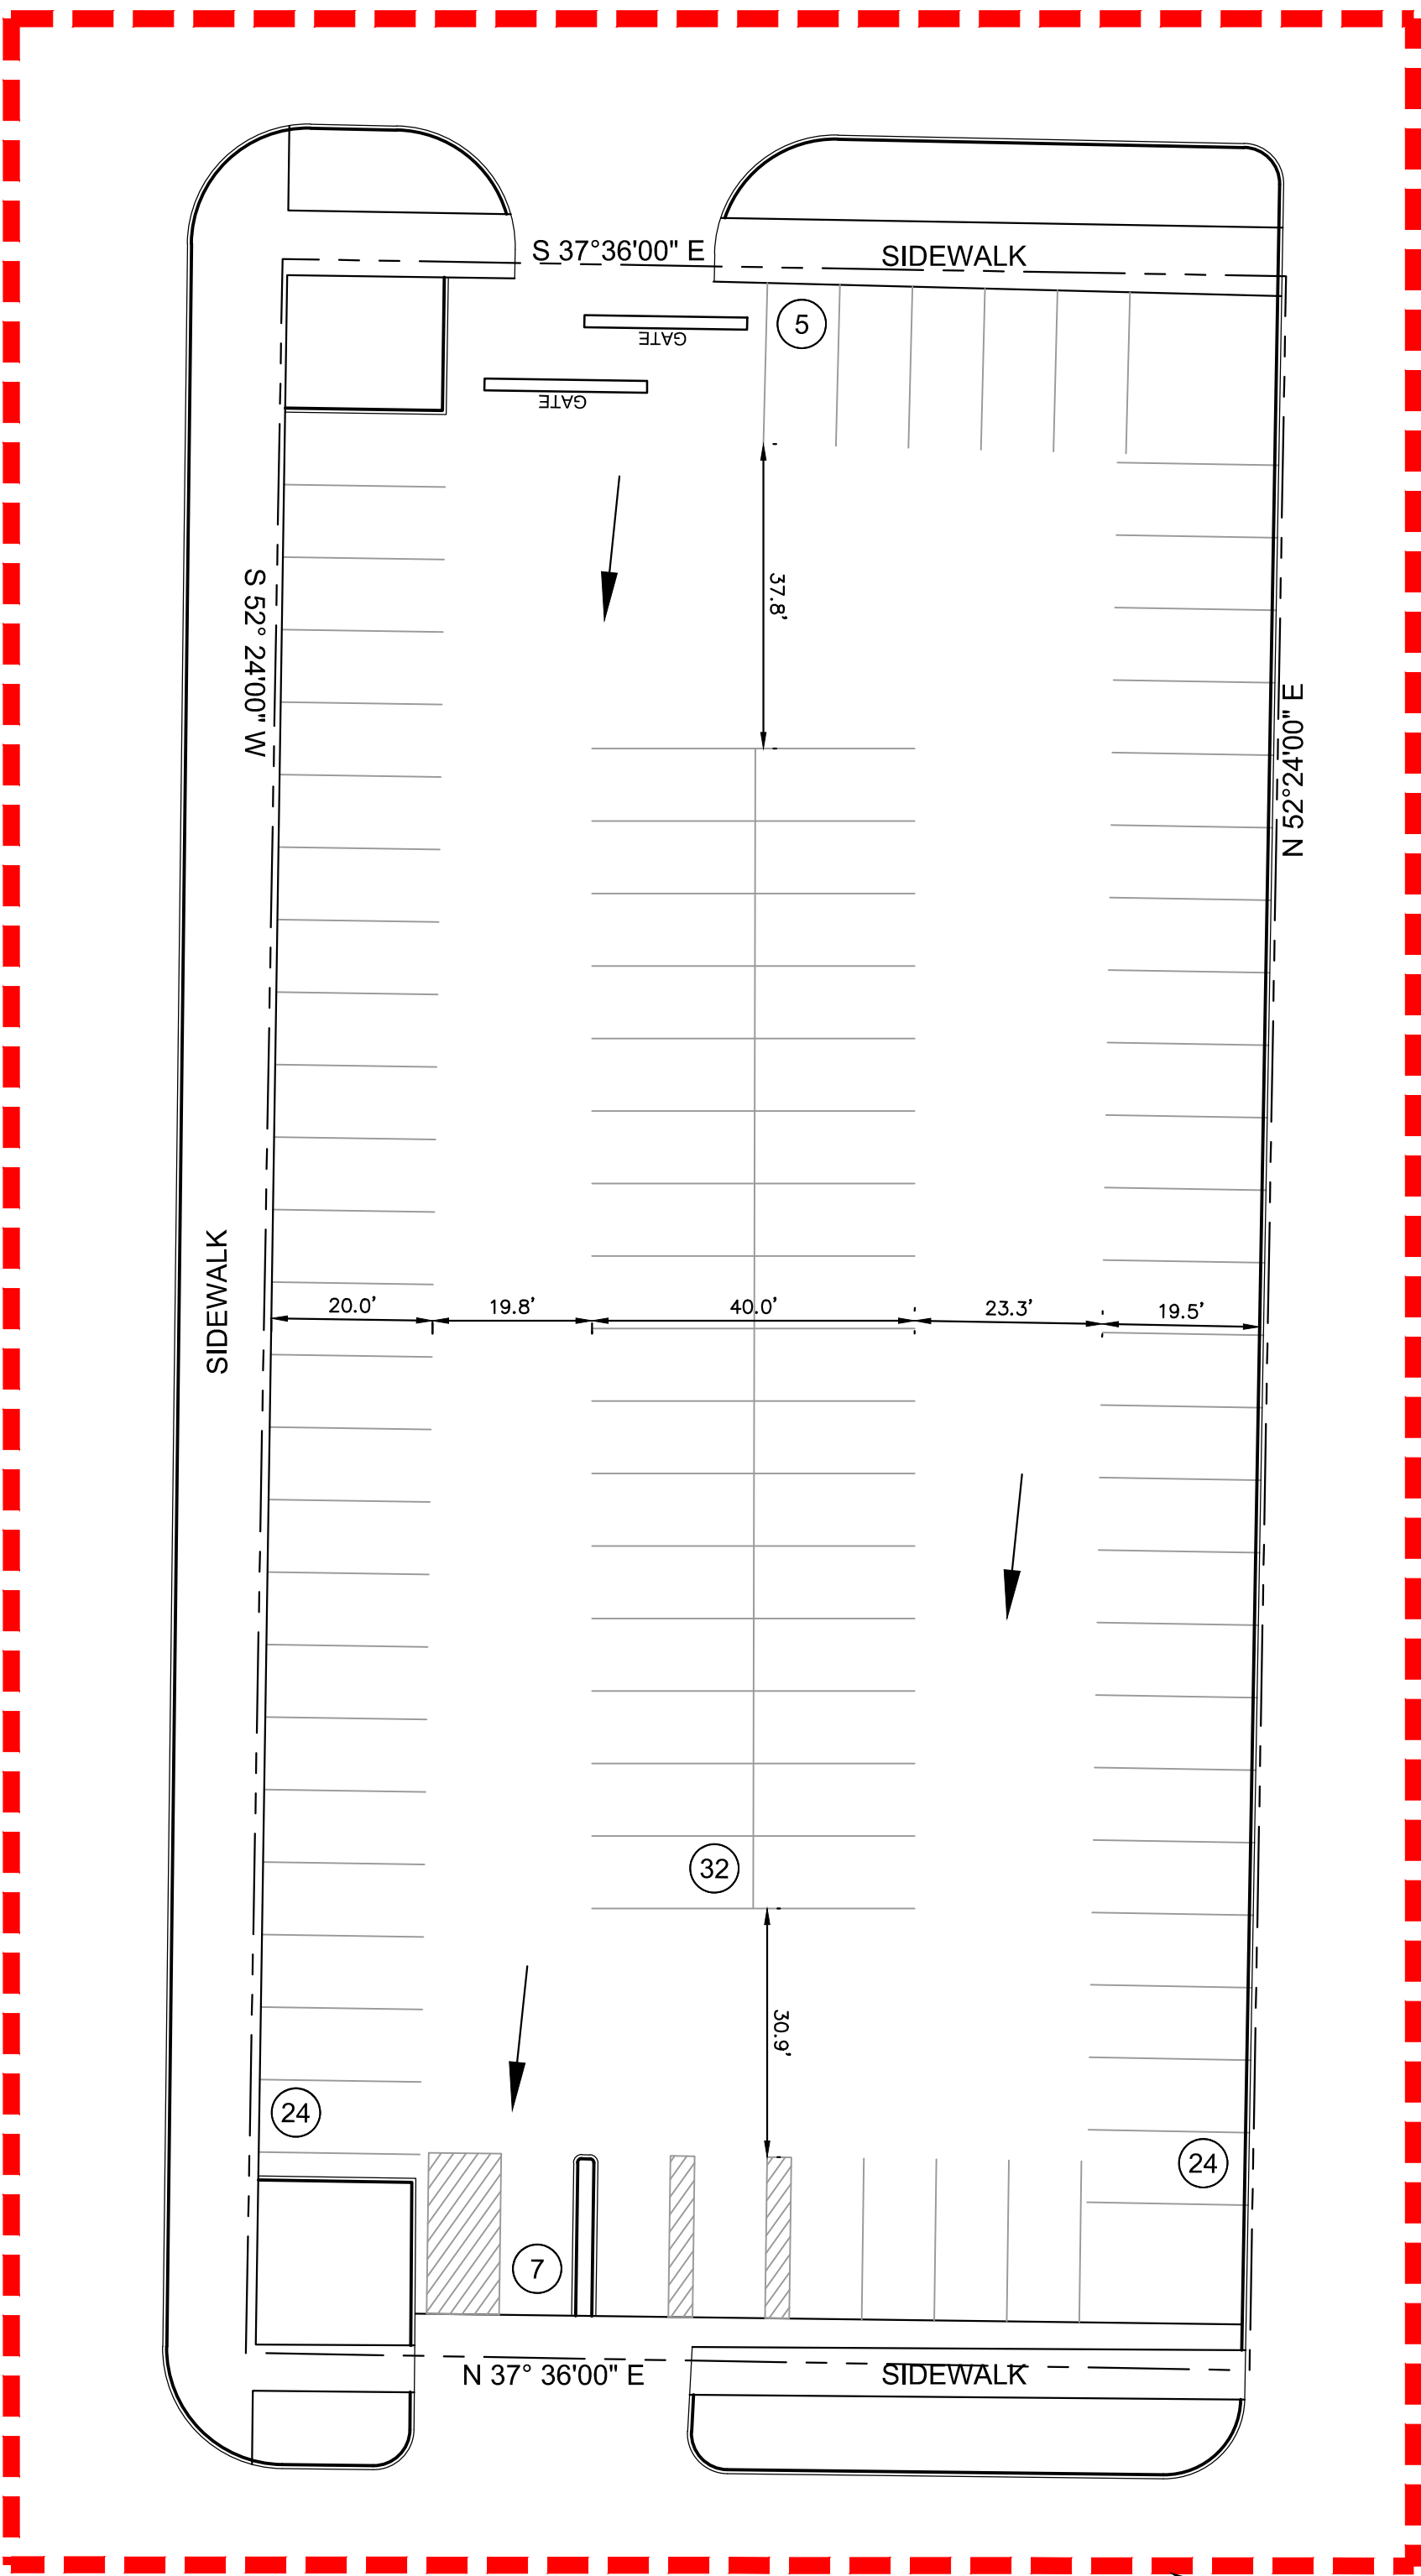 S 37°36'00" E
SIDEWALK
5
GATE
GATE
37.8'
S 52° 24'00" W
N 52°24'00" E
SIDEWALK
20.0'
19.8'
40.0'
23.3'
19.5'
32
30.9'
24
24
7
N 37° 36'00" E
SIDEWALK